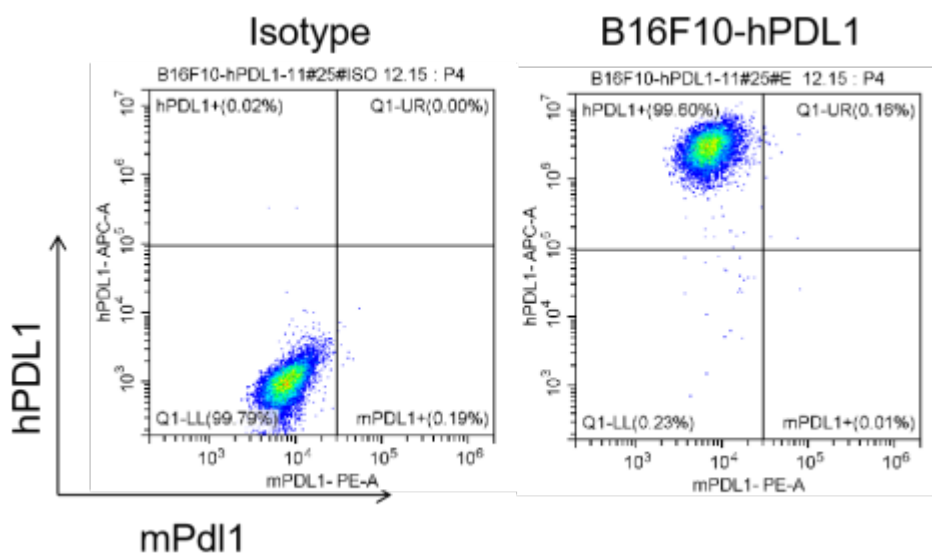 Isotype
B16F10-hPDL1
B16F10-hPDL1-11#25#ISO 12.15 : P4
hPDL1+(0.02%)
Q1-UR(0.00%)
10^7
10^6
10^5
10^4
10^3
hPDL1- APC-A
Q1-LL(99.79%)
mPDL1+(0.19%)
10^3
10^4
10^5
10^6
mPDL1- PE-A
B16F10-hPDL1-11#25#E 12.15 : P4
hPDL1+(99.60%)
Q1-UR(0.16%)
10^7
10^6
10^5
10^4
10^3
hPDL1- APC-A
Q1-LL(0.23%)
mPDL1+(0.01%)
10^3
10^4
10^5
10^6
mPDL1- PE-A
hPDL1
mPdl1